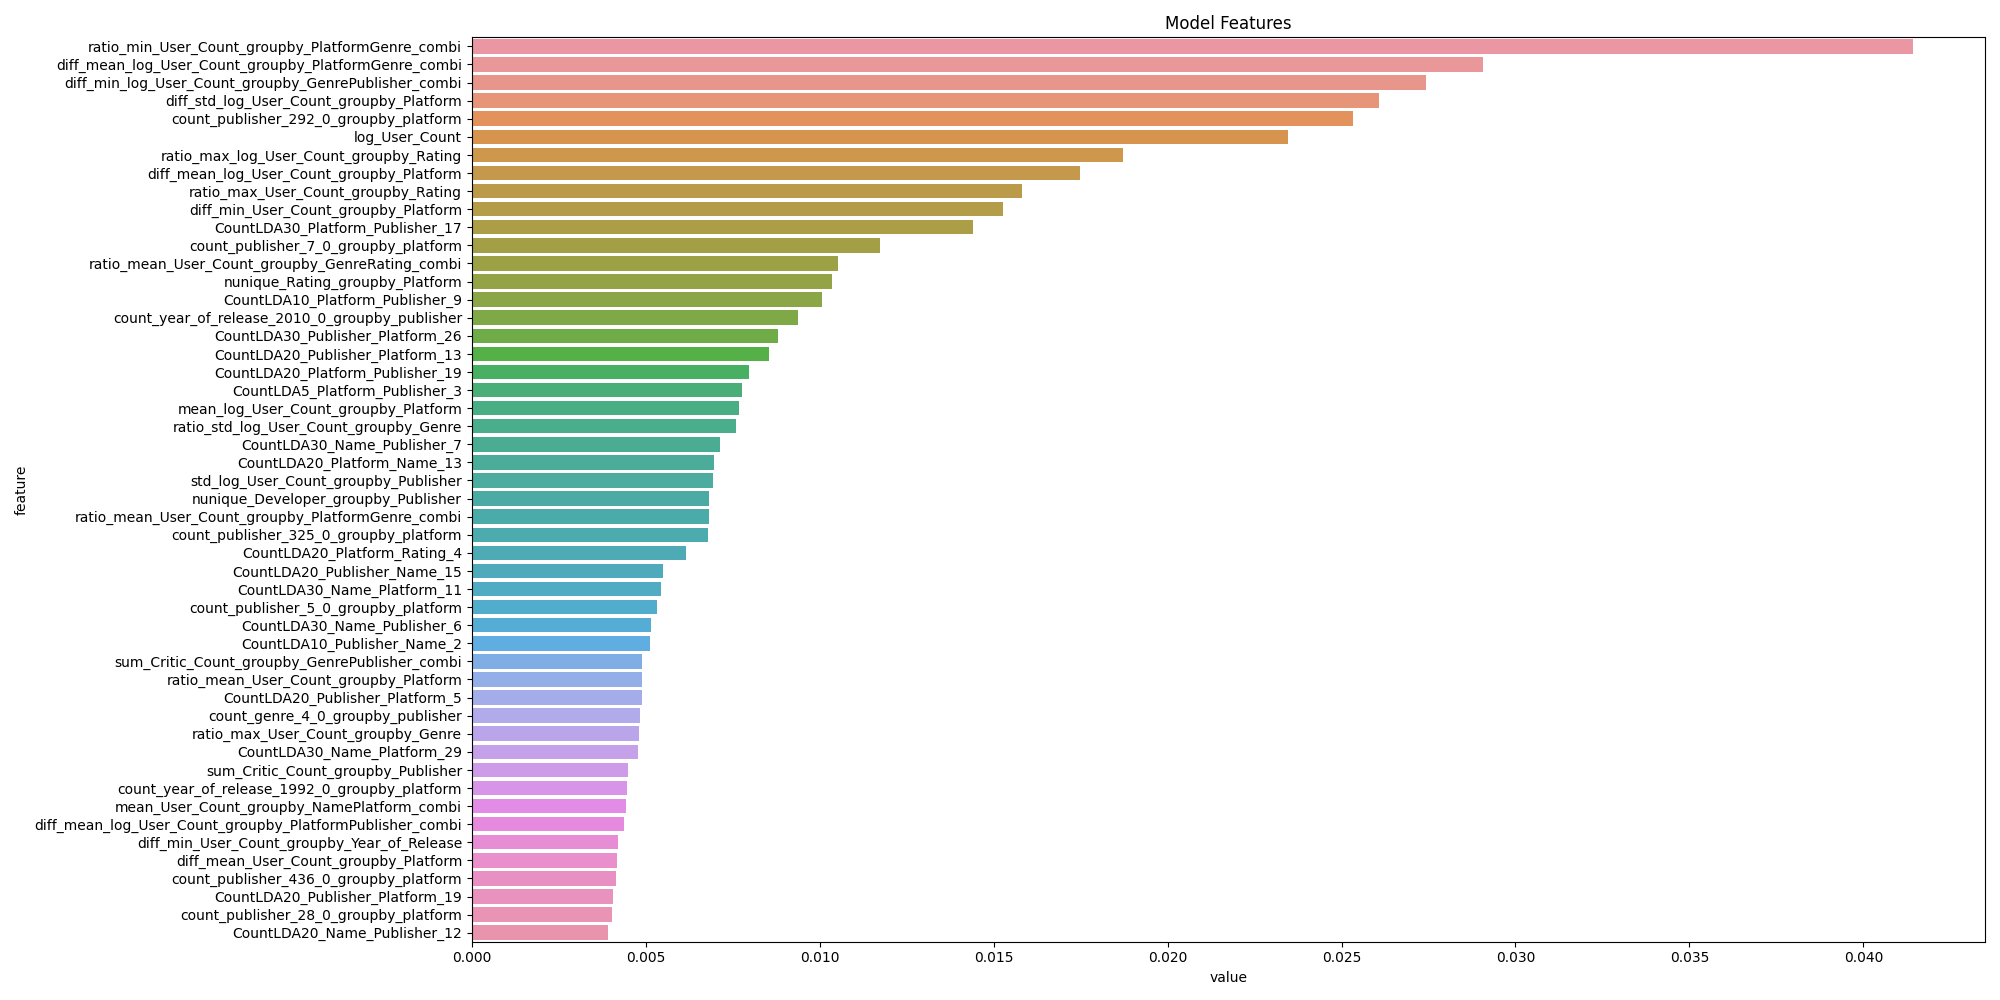 Model Features
ratio_min_User_Count_groupby_PlatformGenre_combi
diff_mean_log_User_Count_groupby_PlatformGenre_combi
diff_min_log_User_Count_groupby_GenrePublisher_combi
diff_std_log_User_Count_groupby_Platform
count_publisher_292_0_groupby_platform
log_User_Count
ratio_max_log_User_Count_groupby_Rating
diff_mean_log_User_Count_groupby_Platform
ratio_max_User_Count_groupby_Rating
diff_min_User_Count_groupby_Platform
CountLDA30_Platform_Publisher_17
count_publisher_7_0_groupby_platform
ratio_mean_User_Count_groupby_GenreRating_combi
nunique_Rating_groupby_Platform
CountLDA10_Platform_Publisher_9
count_year_of_release_2010_0_groupby_publisher
CountLDA30_Publisher_Platform_26
CountLDA20_Publisher_Platform_13
CountLDA20_Platform_Publisher_19
CountLDA5_Platform_Publisher_3
mean_log_User_Count_groupby_Platform
ratio_std_log_User_Count_groupby_Genre
CountLDA30_Name_Publisher_7
CountLDA20_Platform_Name_13
std_log_User_Count_groupby_Publisher
nunique_Developer_groupby_Publisher
ratio_mean_User_Count_groupby_PlatformGenre_combi
count_publisher_325_0_groupby_platform
CountLDA20_Platform_Rating_4
CountLDA20_Publisher_Name_15
CountLDA30_Name_Platform_11
count_publisher_5_0_groupby_platform
CountLDA30_Name_Publisher_6
CountLDA10_Publisher_Name_2
sum_Critic_Count_groupby_GenrePublisher_combi
ratio_mean_User_Count_groupby_Platform
CountLDA20_Publisher_Platform_5
count_genre_4_0_groupby_publisher
ratio_max_User_Count_groupby_Genre
CountLDA30_Name_Platform_29
sum_Critic_Count_groupby_Publisher
count_year_of_release_1992_0_groupby_platform
mean_User_Count_groupby_NamePlatform_combi
diff_mean_log_User_Count_groupby_PlatformPublisher_combi
diff_min_User_Count_groupby_Year_of_Release
diff_mean_User_Count_groupby_Platform
count_publisher_436_0_groupby_platform
CountLDA20_Publisher_Platform_19
count_publisher_28_0_groupby_platform
CountLDA20_Name_Publisher_12
feature
0.000 0.005 0.010 0.015 0.020 0.025 0.030 0.035 0.040
value